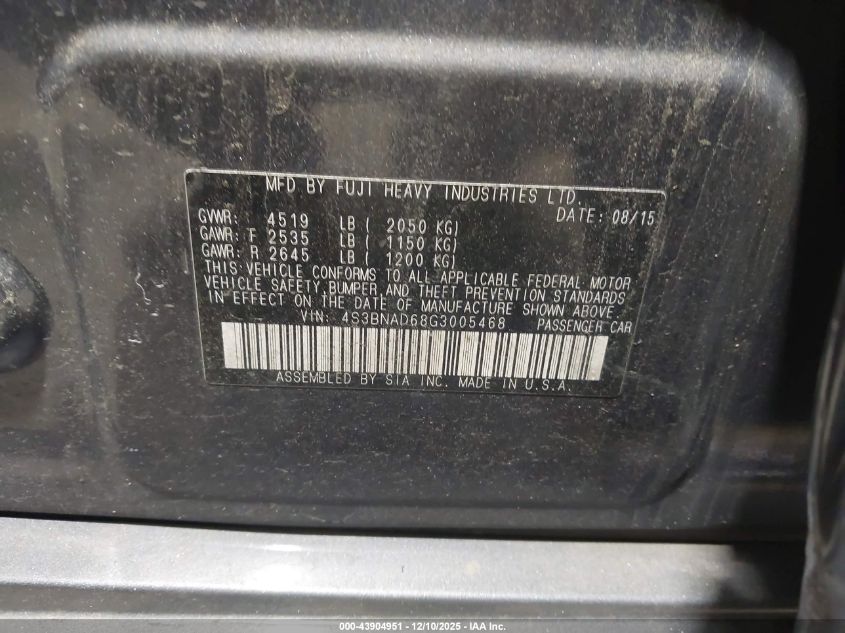 MFD BY FUJI HEAVY INDUSTRIES LTD.
DATE: 08/15
GVWR: 4519 LB ( 2050 KG)
GAWR: F 2535 LB ( 1150 KG)
GAWR: R 2645 LB ( 1200 KG)
THIS VEHICLE CONFORMS TO ALL APPLICABLE FEDERAL MOTOR
VEHICLE SAFETY, BUMPER, AND THEFT PREVENTION STANDARDS
IN EFFECT ON THE DATE OF MANUFACTURE SHOWN ABOVE.
VIN: 4S3BNAD68G3005468 PASSENGER CAR
ASSEMBLED BY SIA INC. MADE IN U.S.A.
000-43904951 - 12/10/2025 - IAA Inc.